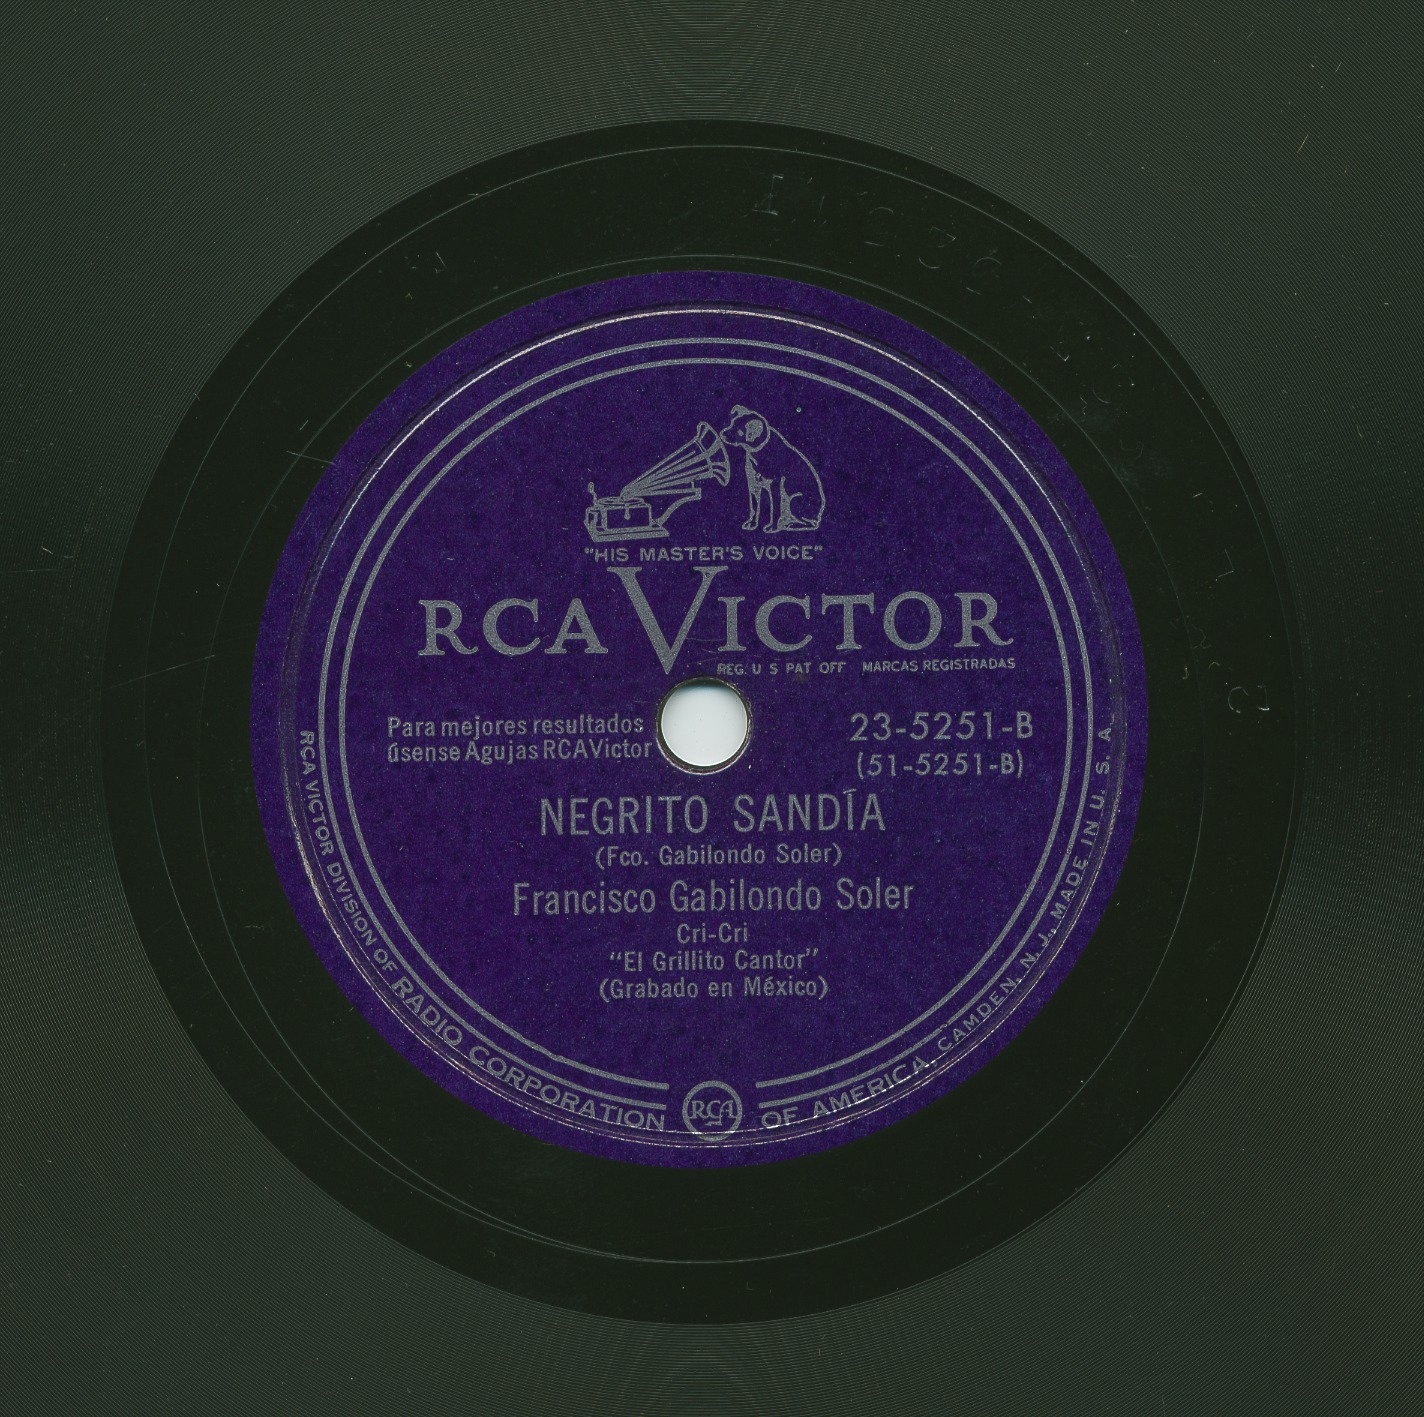 "HIS MASTER'S VOICE"
RCA VICTOR
REG. U S PAT OFF MARCAS REGISTRADAS
Para mejores resultados
úsense Agujas RCA Victor
23-5251-B
(51-5251-B)
NEGRITO SANDÍA
(Fco. Gabilondo Soler)
Francisco Gabilondo Soler
Cri-Cri
"El Grillito Cantor"
(Grabado en México)
RCA VICTOR DIVISION OF RADIO CORPORATION OF AMERICA, CAMDEN, N. J., MADE IN U. S. A.
RCA